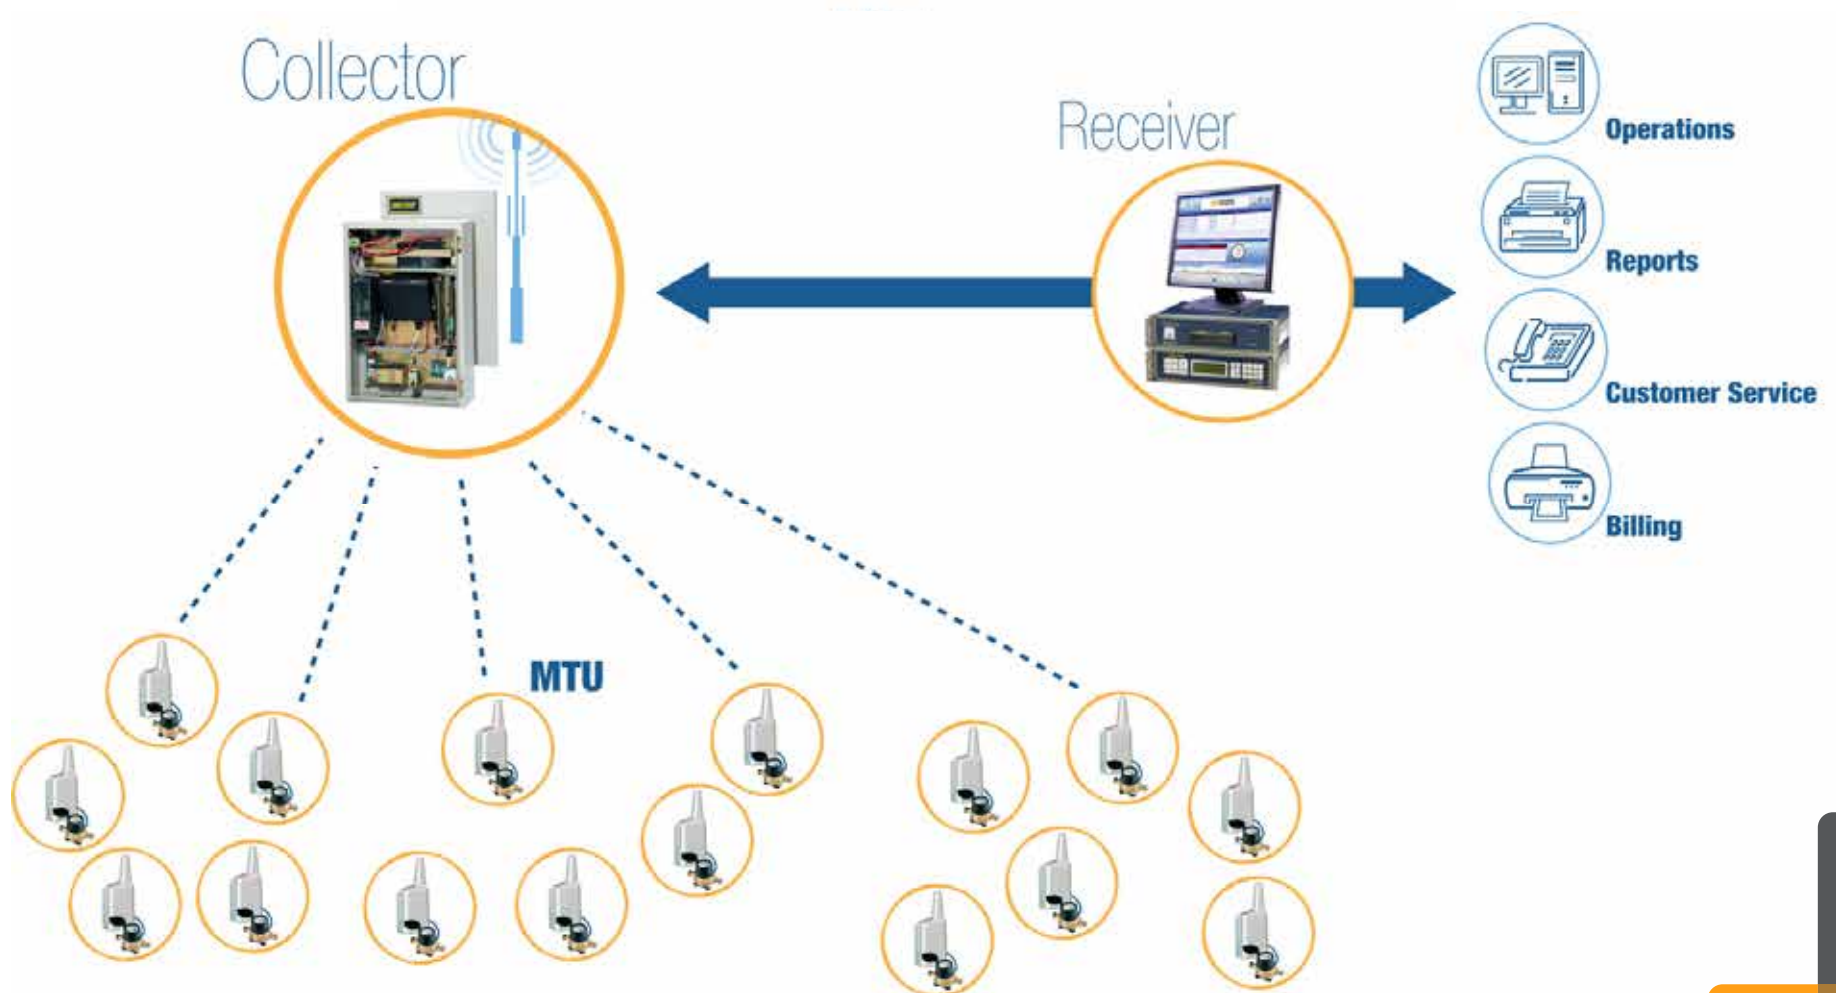 Collector
Receiver
Operations
Reports
Customer Service
Billing
MTU